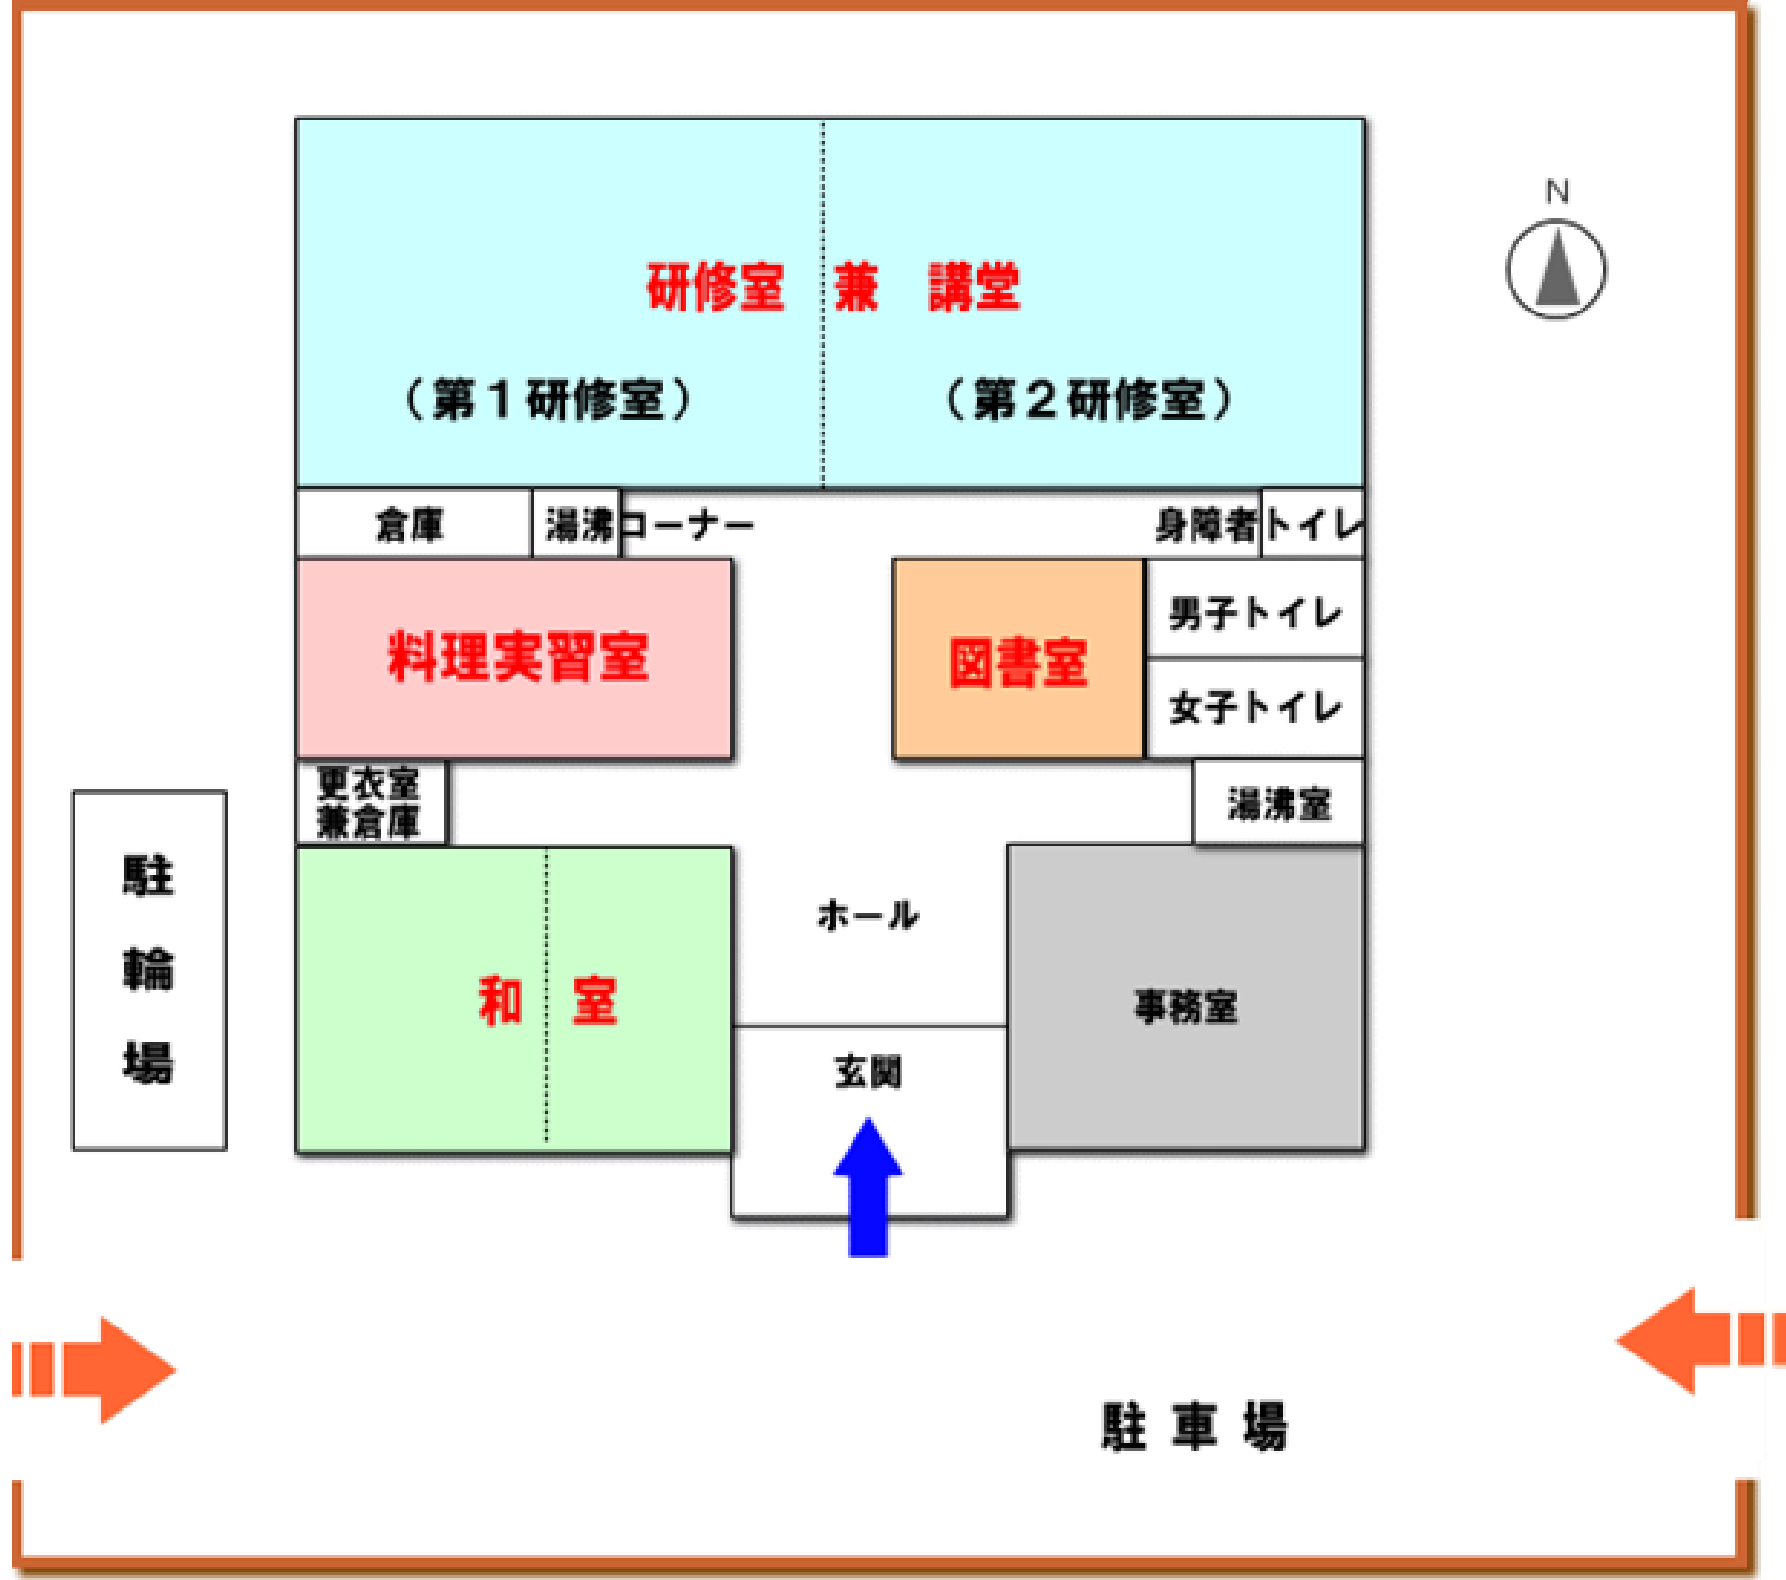 N
研修室 兼 講堂
（第１研修室） （第２研修室）
倉庫 湯沸コーナー 身障者トイレ
料理実習室
図書室
男子トイレ
女子トイレ
更衣室
兼倉庫
湯沸室
駐輪場
ホール
和室
事務室
玄関
駐車場